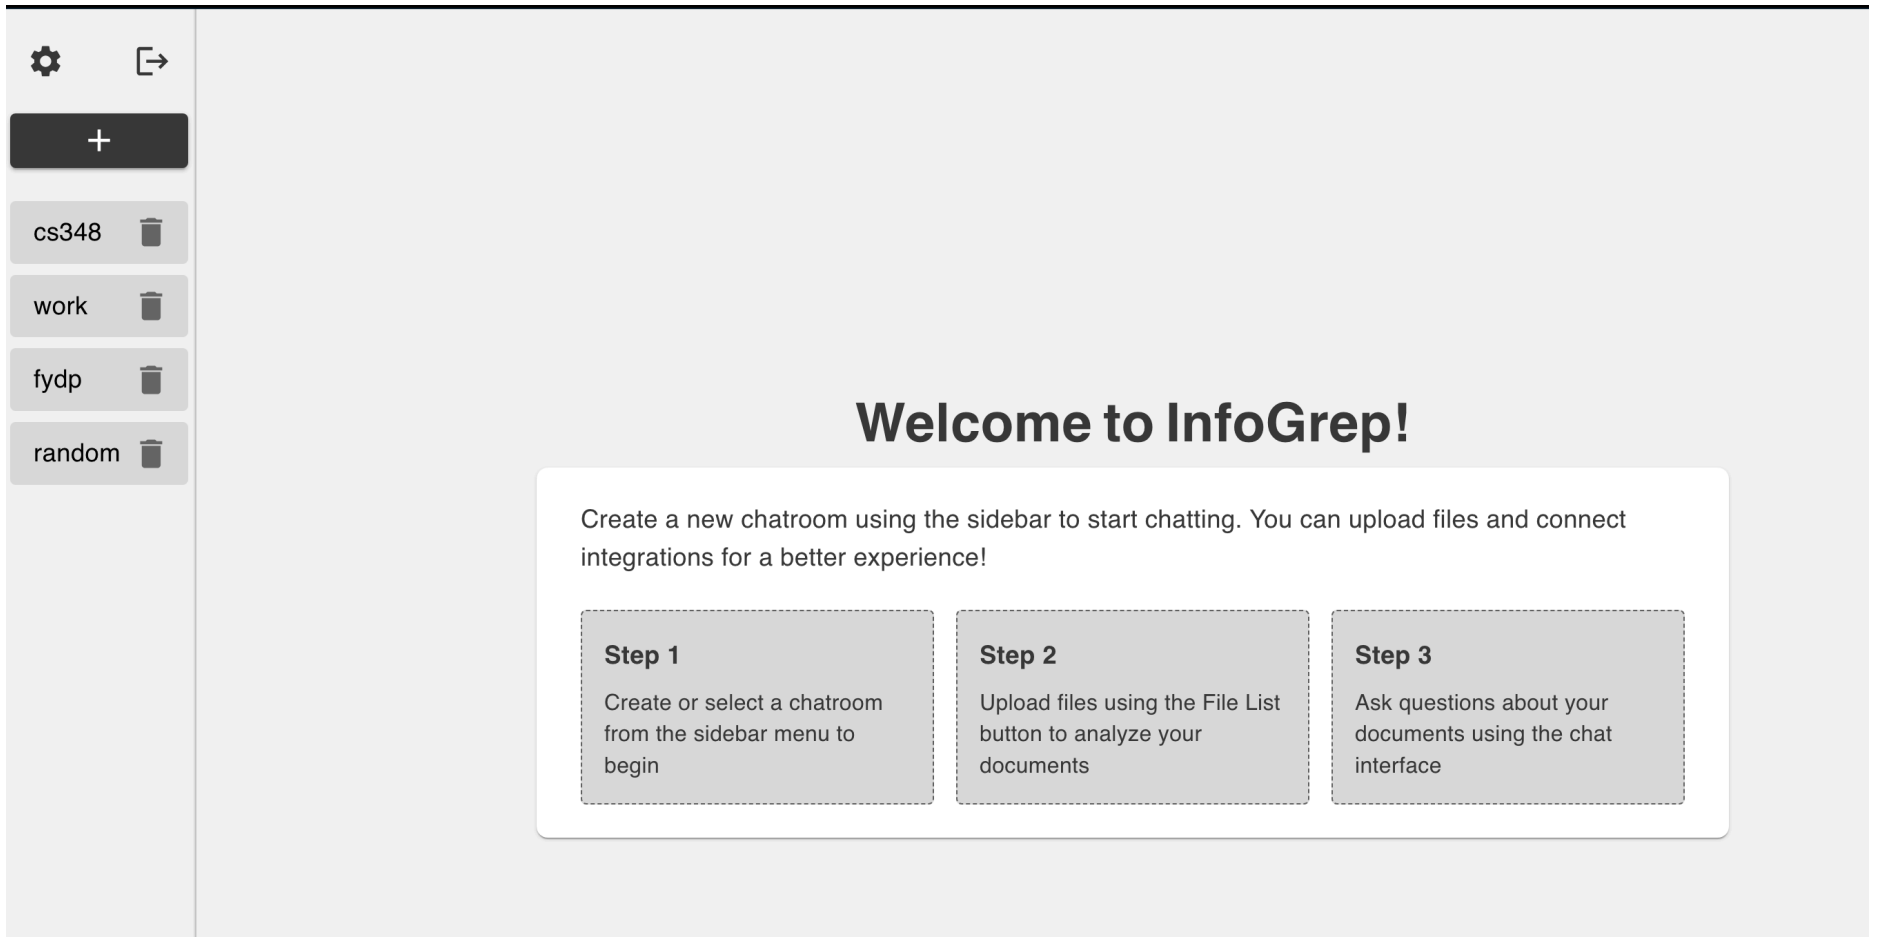 cs348
work
fydp
random
Welcome to InfoGrep!
Create a new chatroom using the sidebar to start chatting. You can upload files and connect
integrations for a better experience!
Step 1
Create or select a chatroom
from the sidebar menu to
begin
Step 2
Upload files using the File List
button to analyze your
documents
Step 3
Ask questions about your
documents using the chat
interface